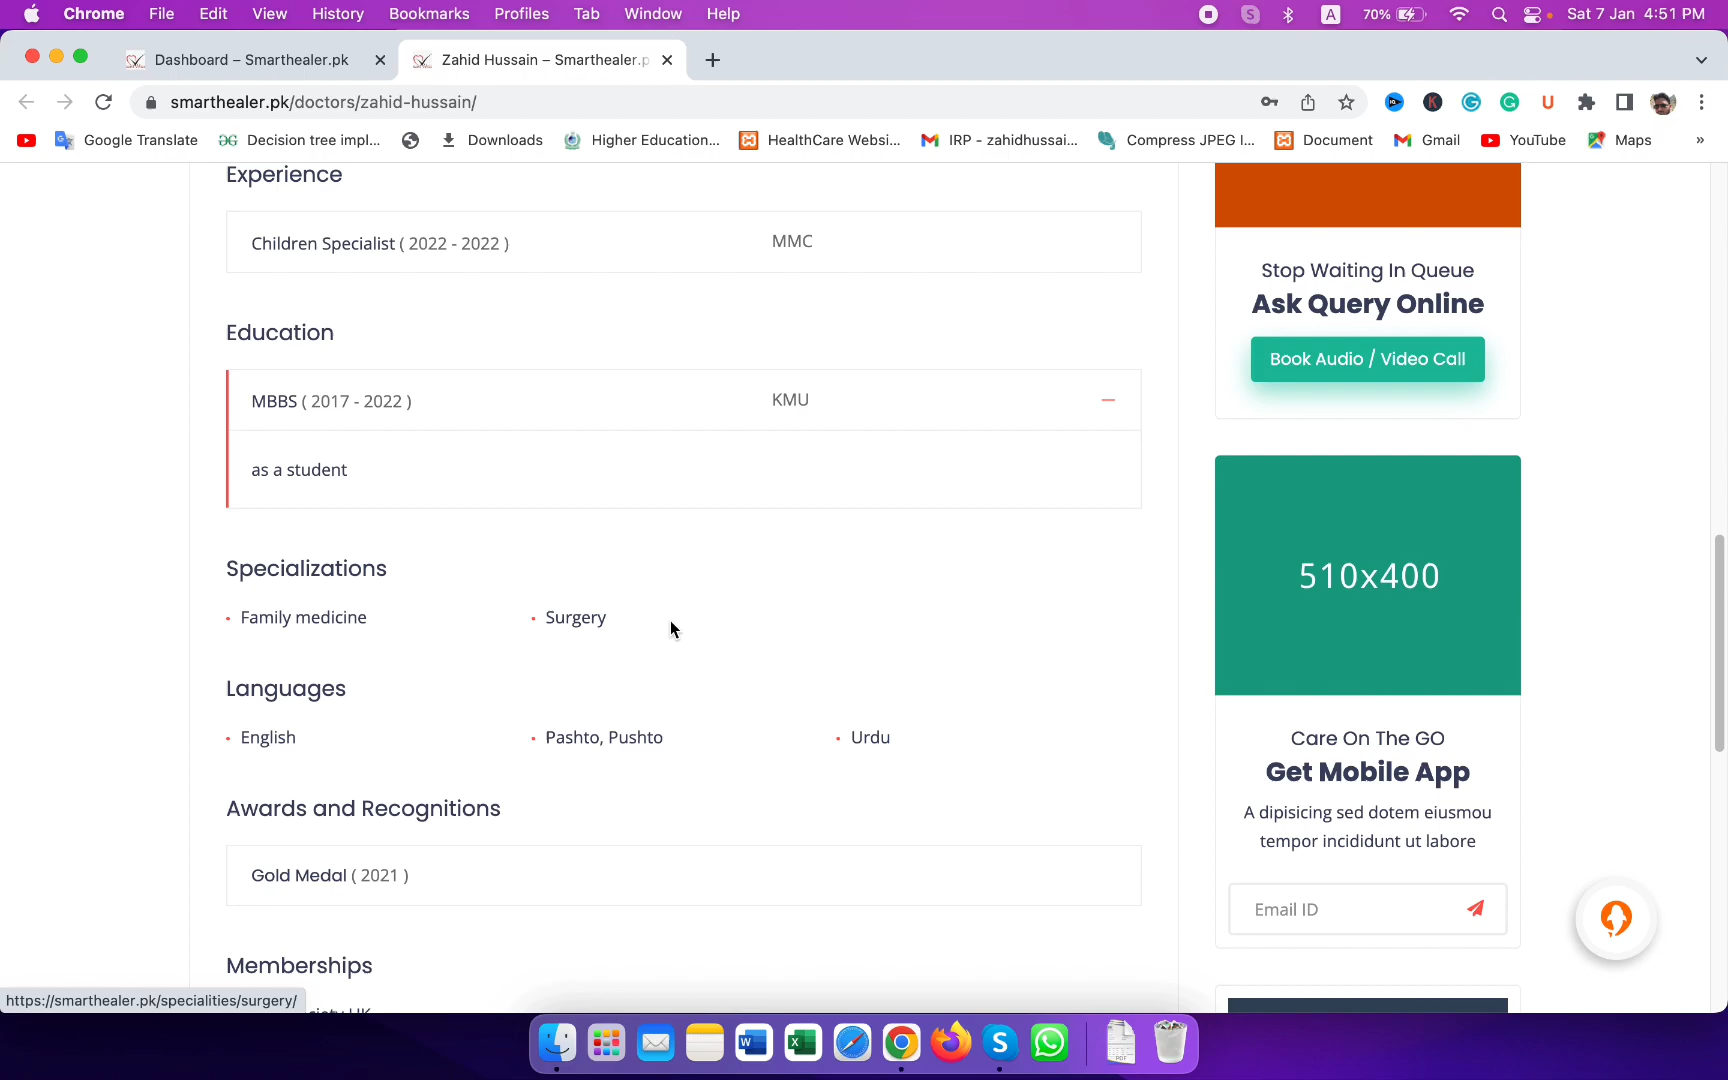 Chrome File Edit View History Bookmarks Profiles Tab Window Help A 70% Sat 7 Jan 4:51 PM
Dashboard – Smarthealer.pk Zahid Hussain – Smarthealer.p
smarthealer.pk/doctors/zahid-hussain/
Google Translate Decision tree impl... Downloads Higher Education... HealthCare Websi... IRP - zahidhussai... Compress JPEG I... Document Gmail YouTube Maps »
Experience
Children Specialist ( 2022 - 2022 ) MMC
Education
MBBS ( 2017 - 2022 ) KMU
as a student
Specializations
Family medicine
Surgery
Languages
English
Pashto, Pushto
Urdu
Awards and Recognitions
Gold Medal ( 2021 )
Memberships
https://smarthealer.pk/specialities/surgery/
Stop Waiting In Queue
Ask Query Online
Book Audio / Video Call
510x400
Care On The GO
Get Mobile App
A dipisicing sed dotem eiusmou
tempor incididunt ut labore
Email ID